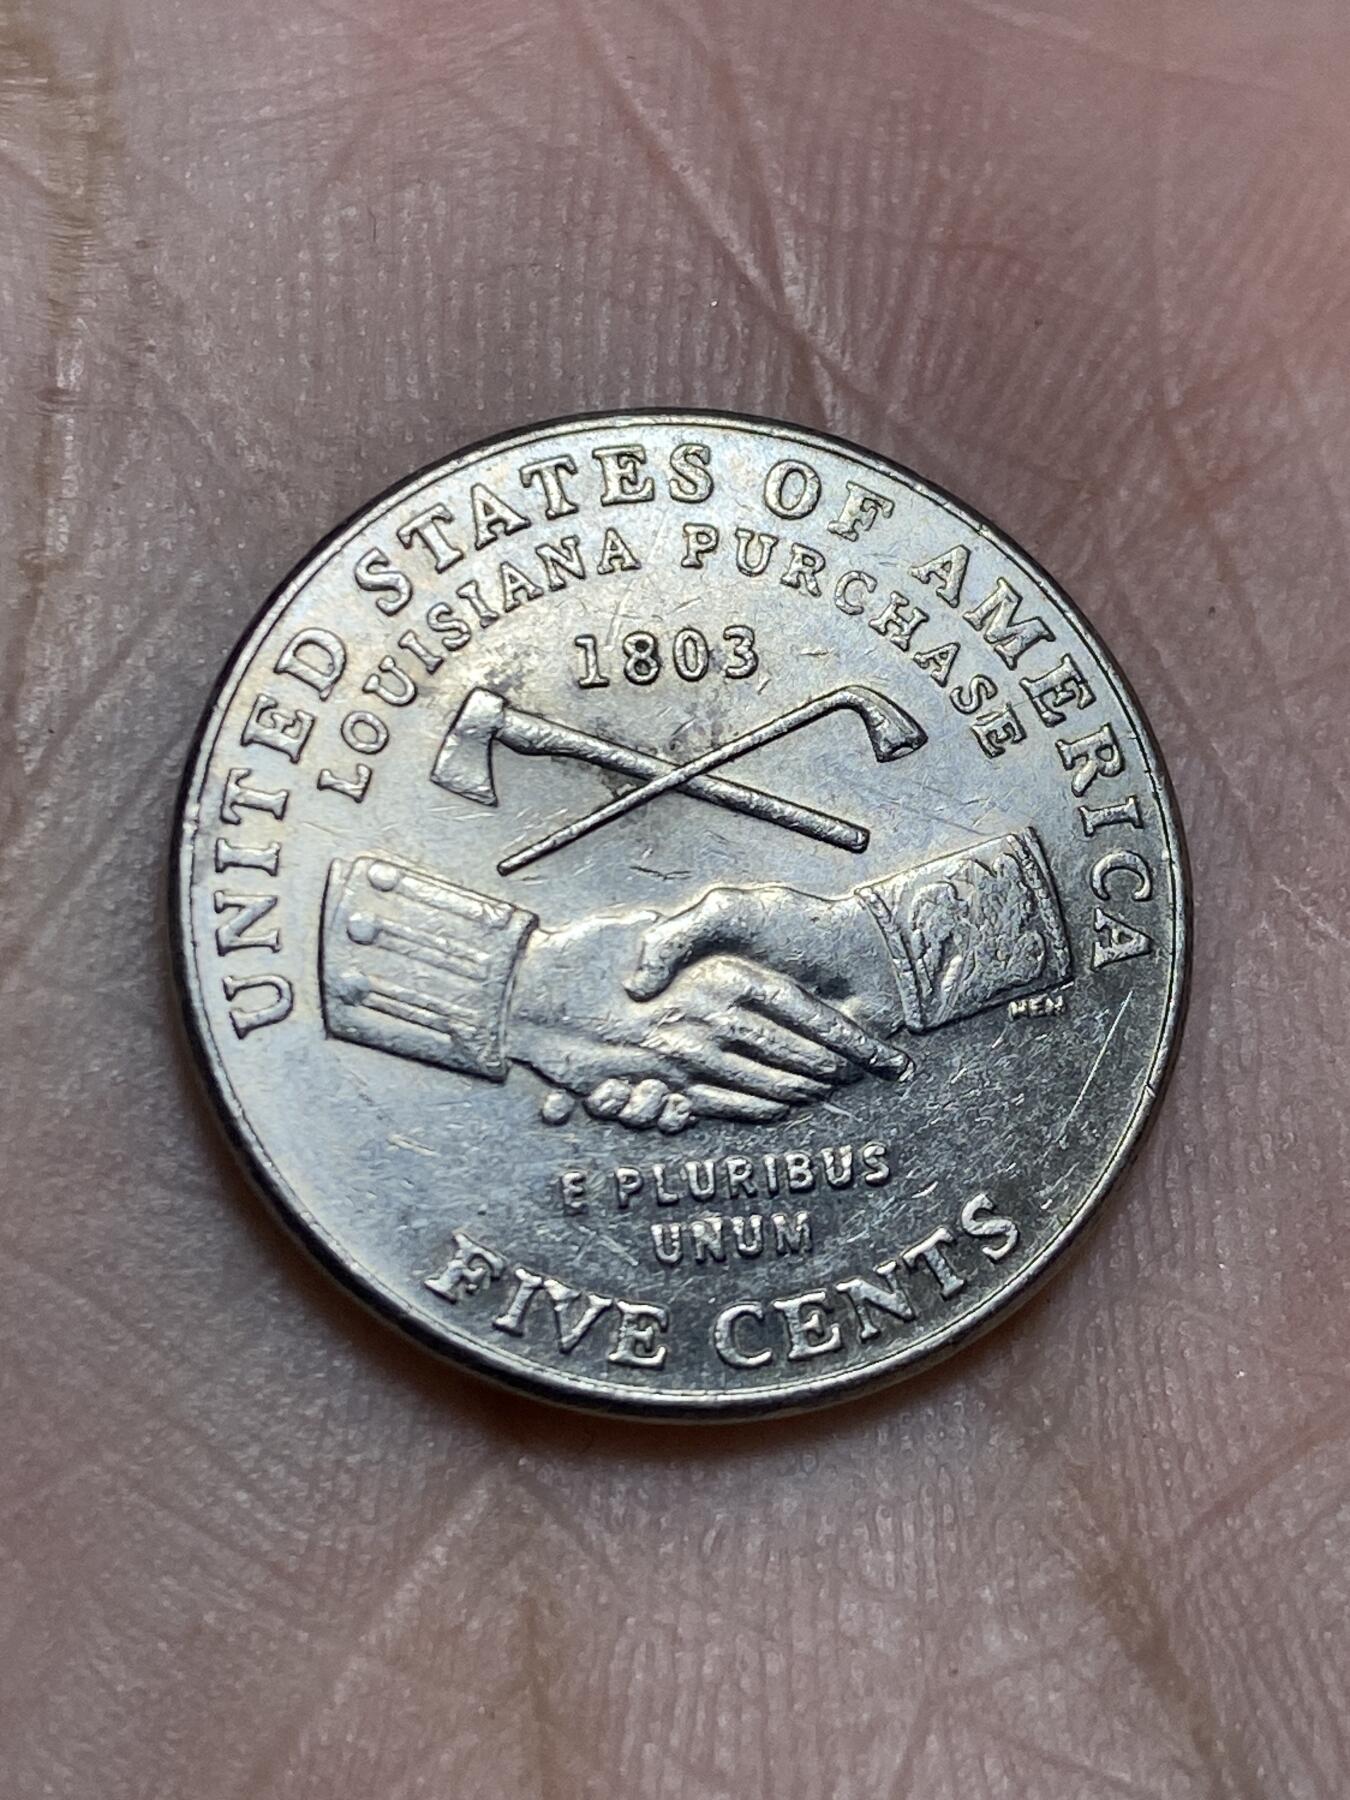 UNITED STATES OF AMERICA
LOUISIANA PURCHASE
1803
NEN
E PLURIBUS
UNUM
FIVE CENTS